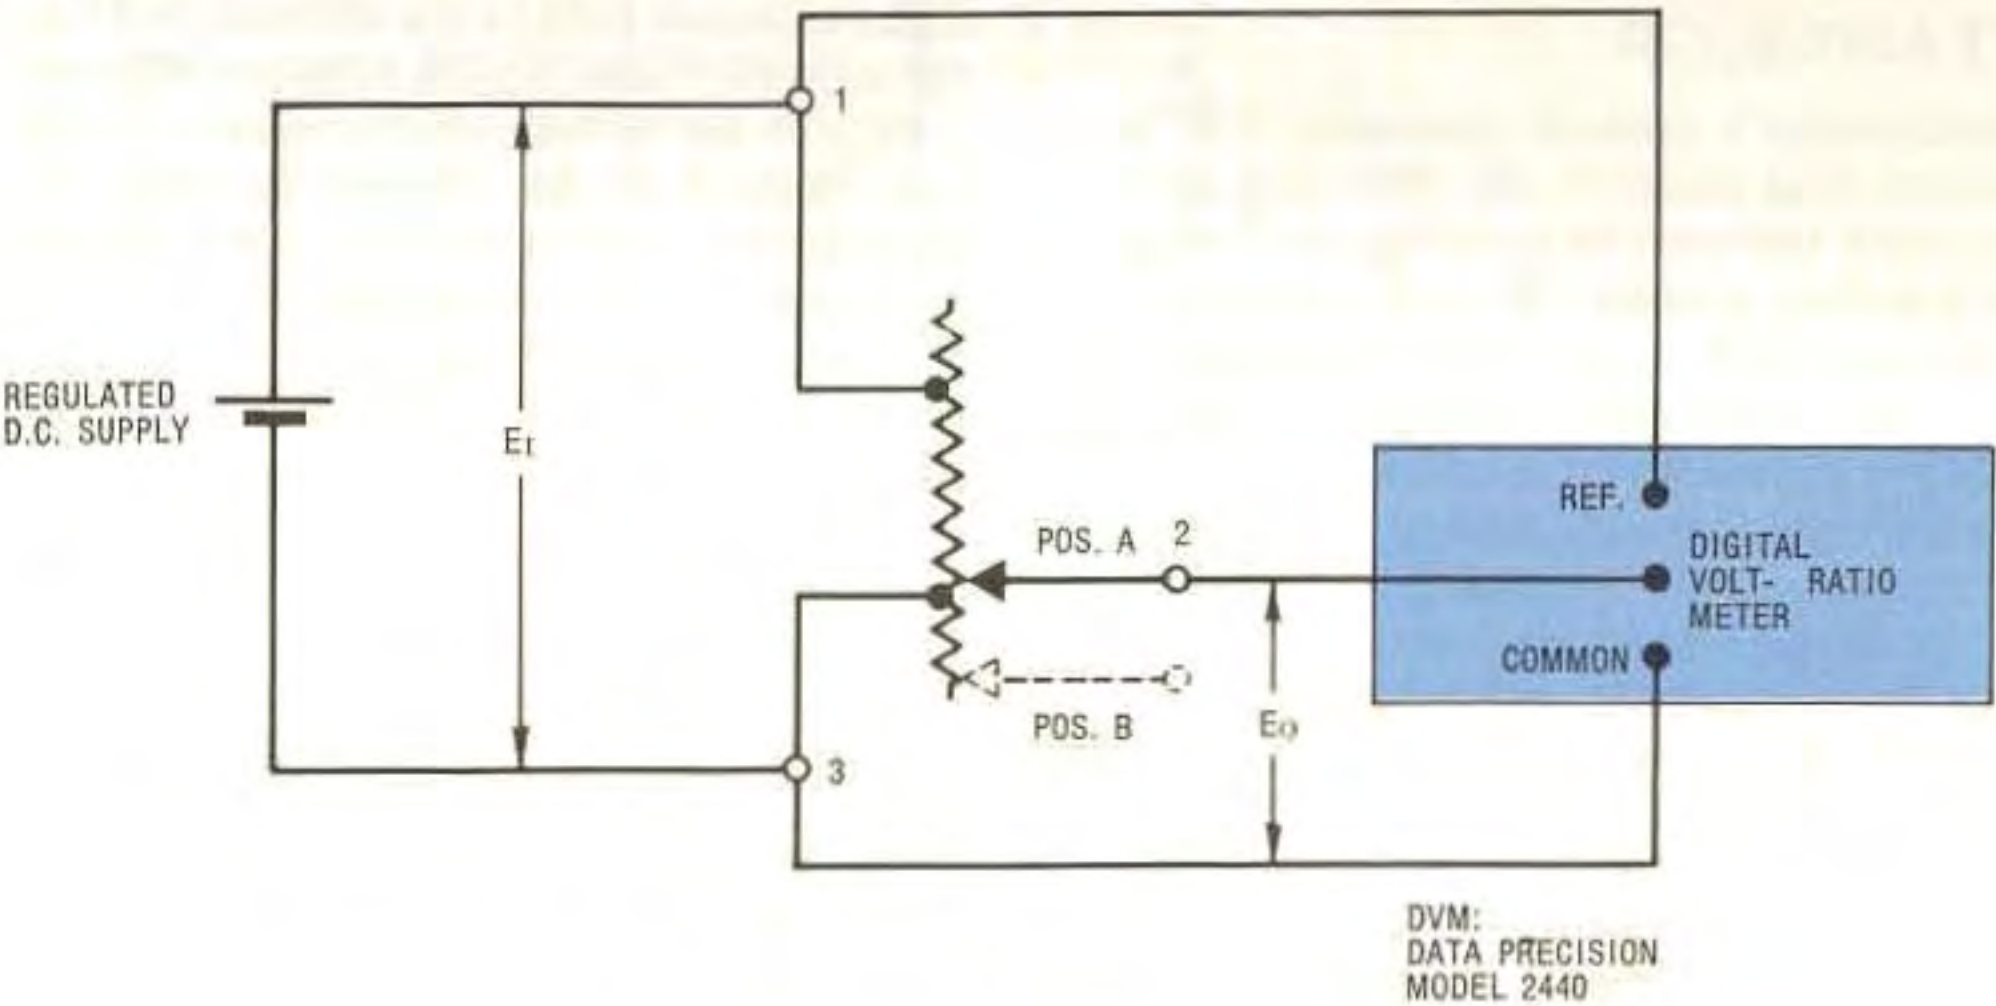 1
REGULATED
D.C. SUPPLY
EI
REF.
POS. A
2
DIGITAL
VOLT- RATIO
METER
COMMON
POS. B
EO
3
DVM:
DATA PRECISION
MODEL 2440